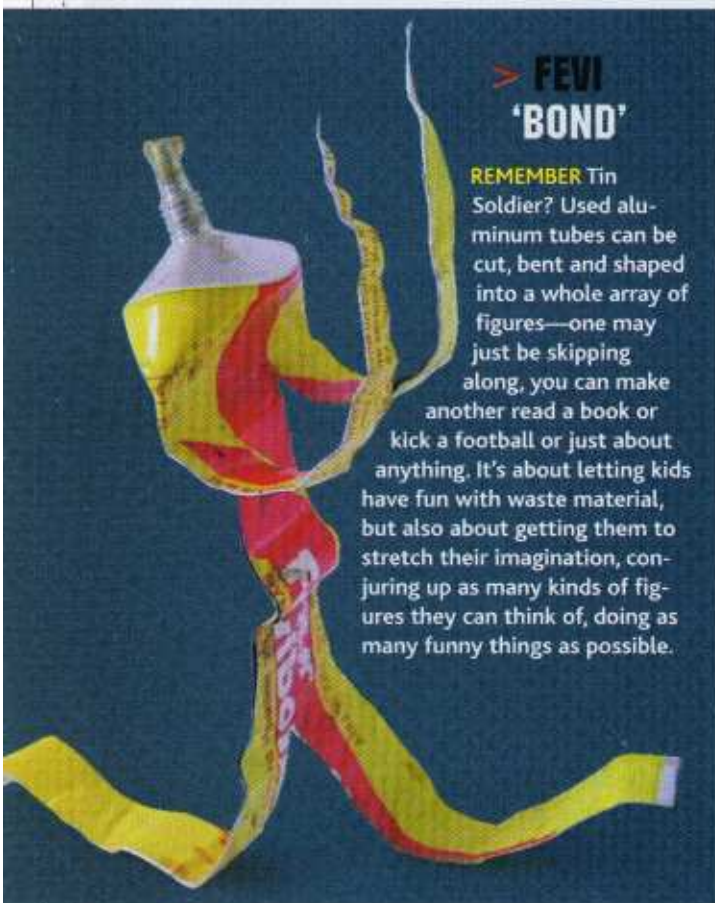 > FEVI
‘BOND’
REMEMBER Tin
Soldier? Used alu-
minum tubes can be
cut, bent and shaped
into a whole array of
figures—one may
just be skipping
along, you can make
another read a book or
kick a football or just about
anything. It’s about letting kids
have fun with waste material,
but also about getting them to
stretch their imagination, con-
juring up as many kinds of fig-
ures they can think of, doing as
many funny things as possible.